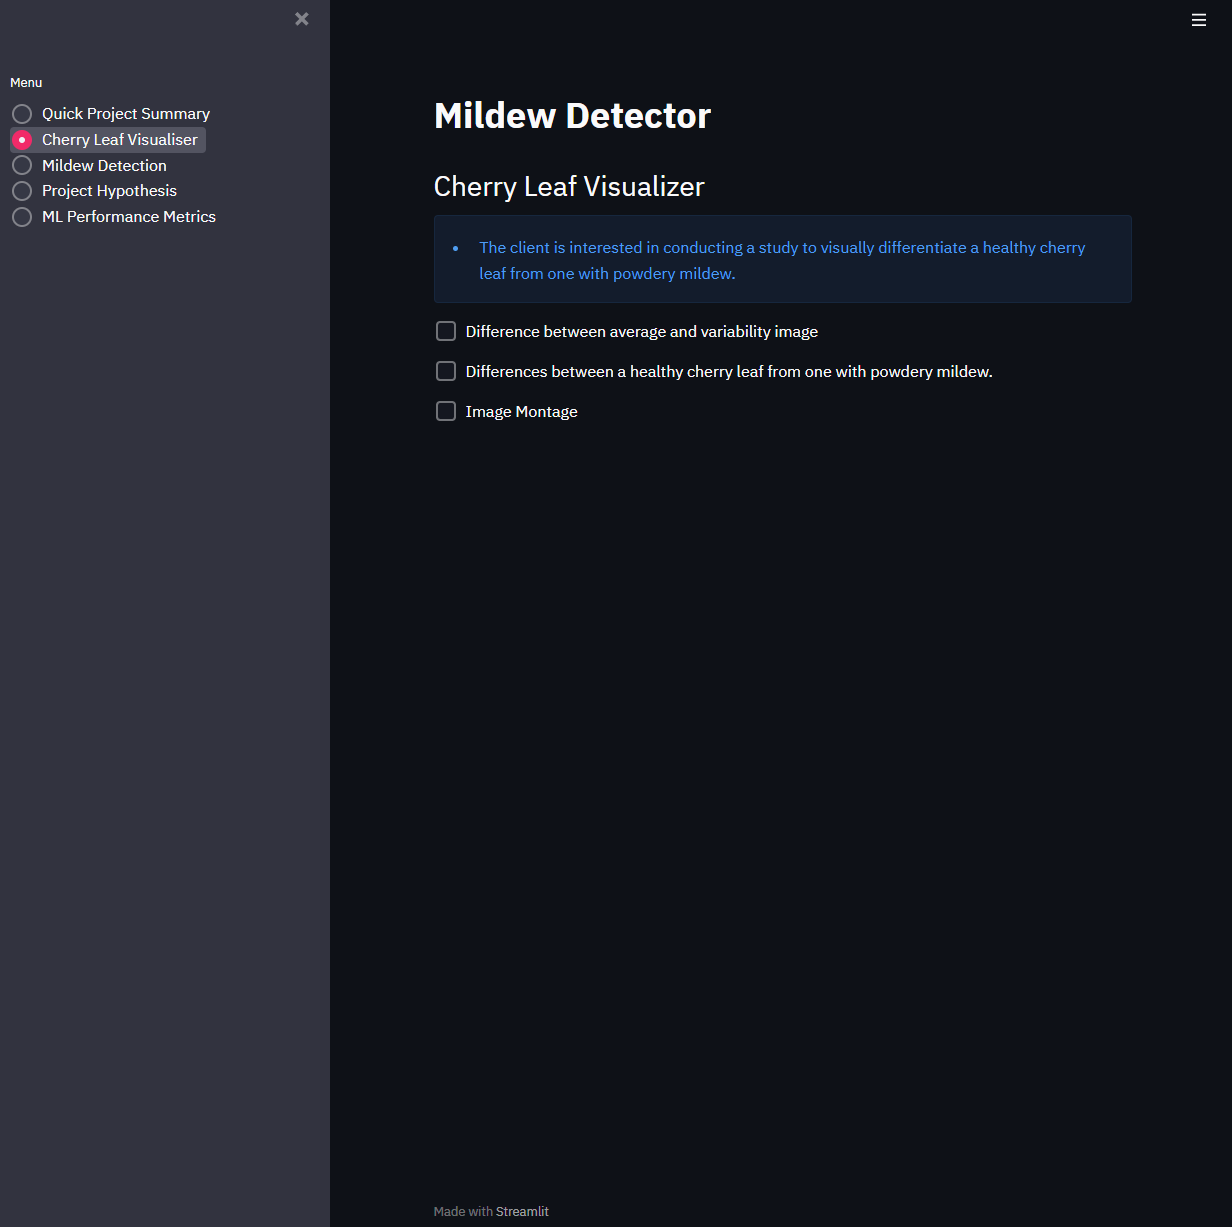 Menu
Quick Project Summary
Cherry Leaf Visualiser
Mildew Detection
Project Hypothesis
ML Performance Metrics
Mildew Detector
Cherry Leaf Visualizer
• The client is interested in conducting a study to visually differentiate a healthy cherry
leaf from one with powdery mildew.
Difference between average and variability image
Differences between a healthy cherry leaf from one with powdery mildew.
Image Montage
Made with Streamlit